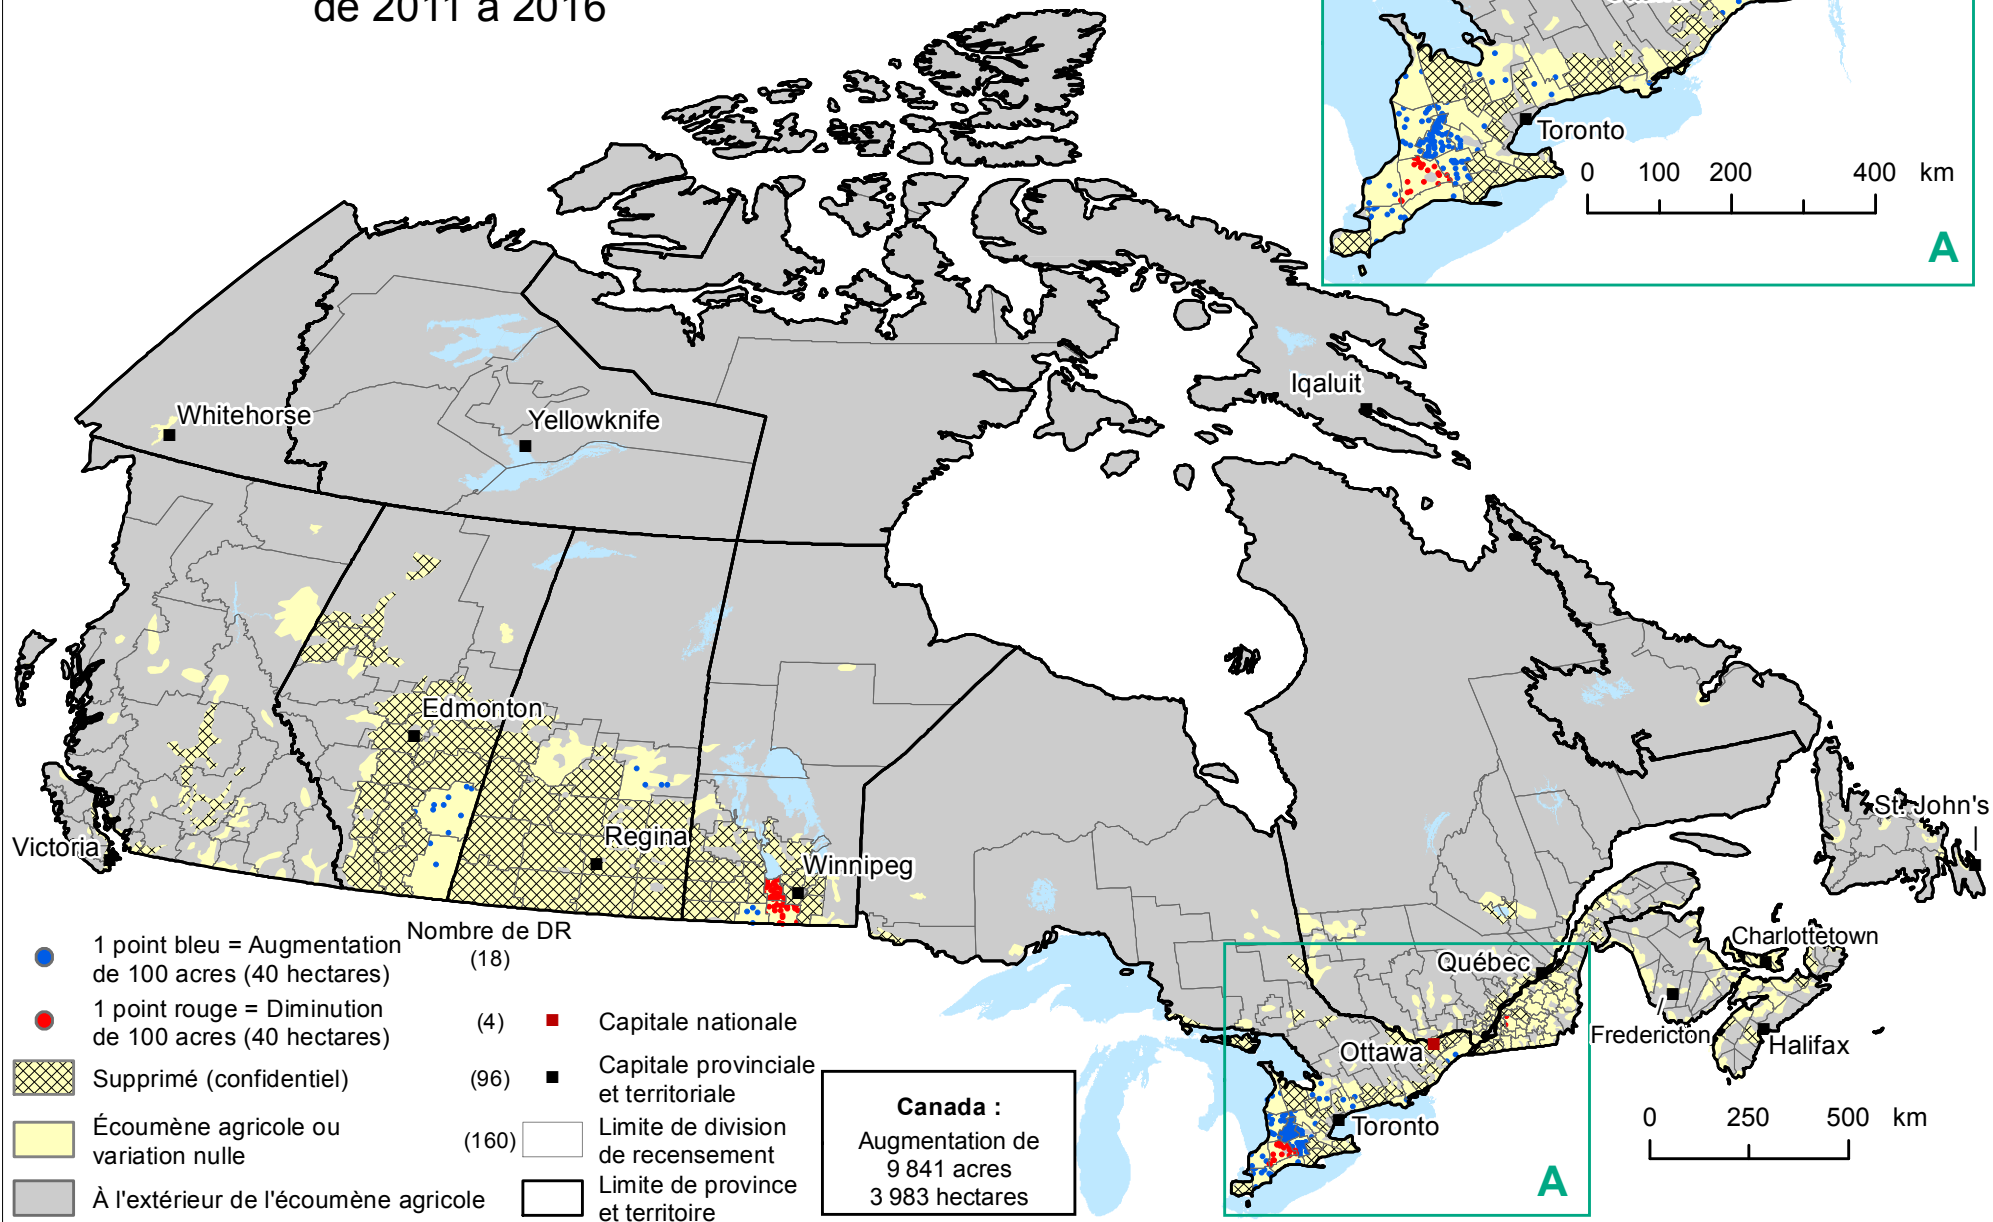 de 2011 à 2016
Toronto
0 100 200 400 km
A
Whitehorse
Yellowknife
Iqaluit
Edmonton
Regina
Winnipeg
Victoria
St. John's
Charlottetown
Québec
Fredericton
Halifax
Ottawa
Toronto
A
0 250 500 km
Nombre de DR
1 point bleu = Augmentation
de 100 acres (40 hectares)
(18)
1 point rouge = Diminution
de 100 acres (40 hectares)
(4)
Supprimé (confidentiel)
(96)
Écoumène agricole ou
variation nulle
(160)
À l'extérieur de l'écoumène agricole
Capitale nationale
Capitale provinciale
et territoriale
Limite de division
de recensement
Limite de province
et territoire
Canada :
Augmentation de
9 841 acres
3 983 hectares